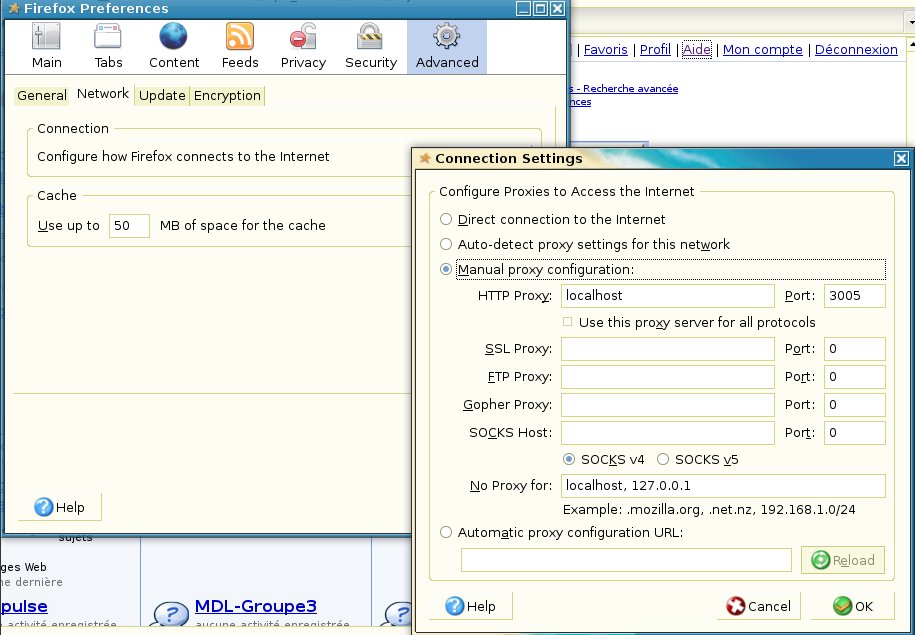 Firefox Preferences
Main Tabs Content Feeds Privacy Security Advanced
| Favoris | Profil | Aide | Mon compte | Déconnexion
General Network Update Encryption
s - Recherche avancée
ences
Connection
Configure how Firefox connects to the Internet
Cache
Use up to 50 MB of space for the cache
Help
Connection Settings
Configure Proxies to Access the Internet
Direct connection to the Internet
Auto-detect proxy settings for this network
Manual proxy configuration:
HTTP Proxy: localhost Port: 3005
Use this proxy server for all protocols
SSL Proxy: Port: 0
FTP Proxy: Port: 0
Gopher Proxy: Port: 0
SOCKS Host: Port: 0
SOCKS v4 SOCKS v5
No Proxy for: localhost, 127.0.0.1
Example: .mozilla.org, .net.nz, 192.168.1.0/24
Automatic proxy configuration URL:
Reload
Help Cancel OK
sujets
ges Web
ne dernière
pulse
MDL-Groupe3
activité enregistrée
aucune activité enregistrée